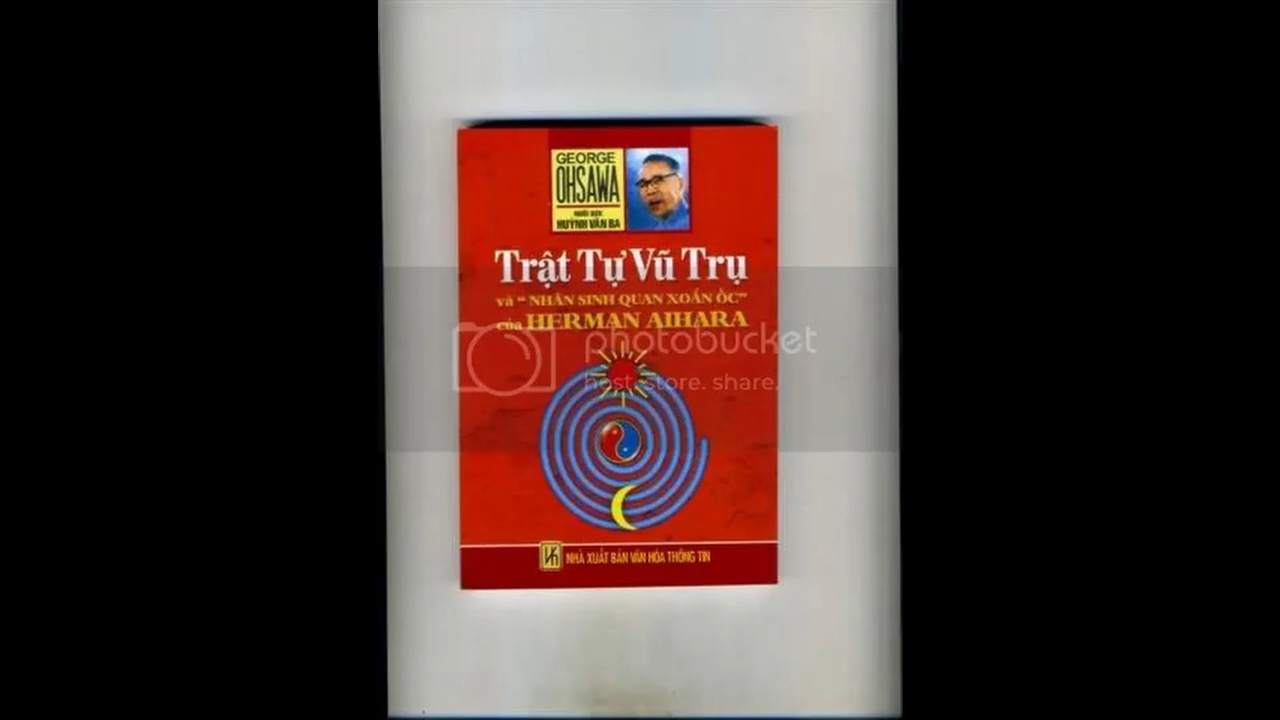 GEORGE
OHSAWA
NGƯỜI DỊCH:
HUỲNH VĂN BA
Trật Tự Vũ Trụ
và “ NHÂN SINH QUAN XOẮN ỐC”
của HERMAN AIHARA
photobucket
host. store. share.
VH NHÀ XUẤT BẢN VĂN HÓA THÔNG TIN